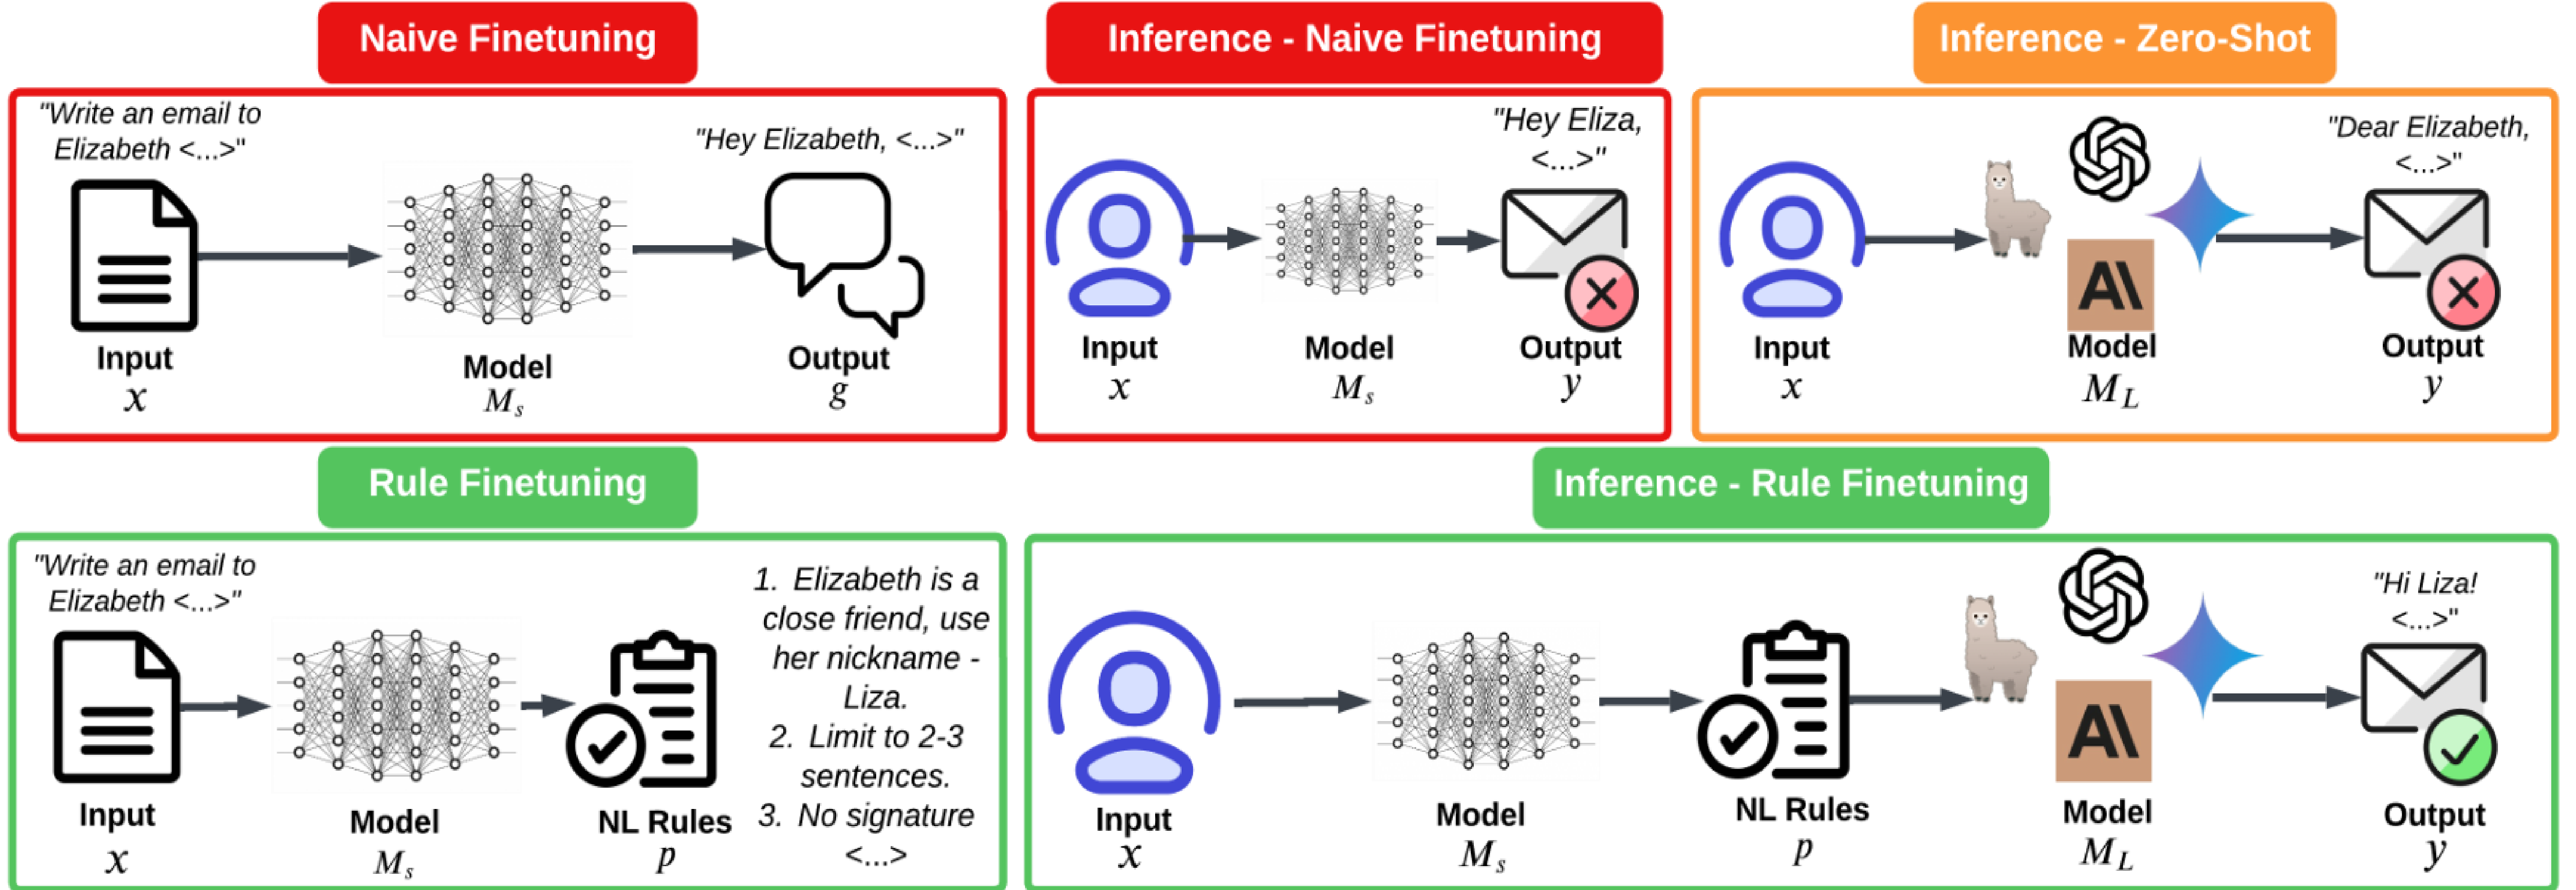 Naive Finetuning
"Write an email to
Elizabeth <...>"
"Hey Elizabeth, <...>"
Input
x
Model
Mₛ
Output
g
Inference - Naive Finetuning
"Hey Eliza,
<...>"
Input
x
Model
Mₛ
Output
y
Inference - Zero-Shot
"Dear Elizabeth,
<...>"
A\
Input
x
Model
M_L
Output
y
Rule Finetuning
"Write an email to
Elizabeth <...>"
Input
x
Model
Mₛ
NL Rules
p
1. Elizabeth is a
close friend, use
her nickname -
Liza.
2. Limit to 2-3
sentences.
3. No signature
<...>
Inference - Rule Finetuning
"Hi Liza!
<...>"
A\
Input
x
Model
Mₛ
NL Rules
p
Model
M_L
Output
y